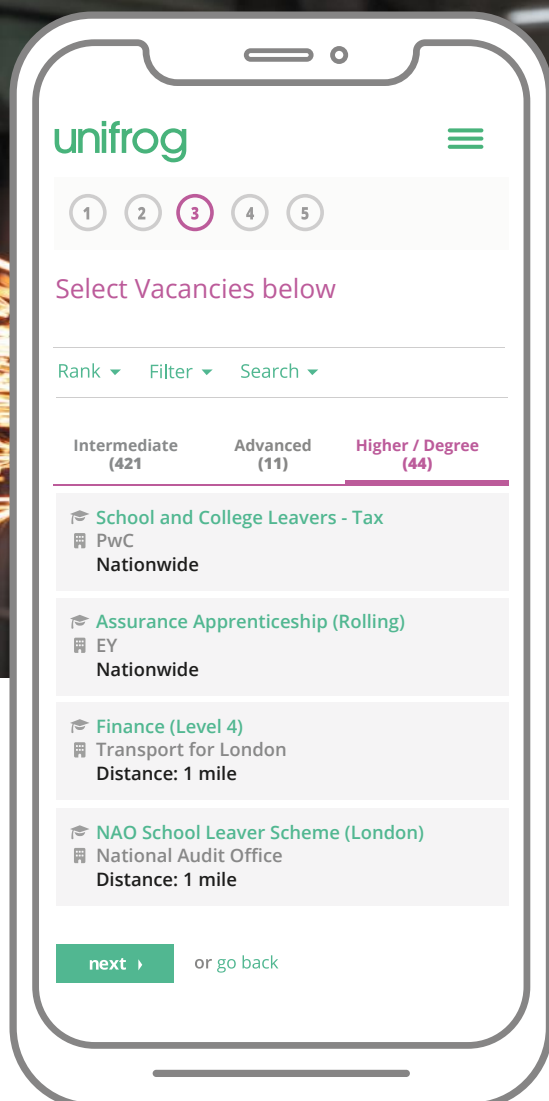 unifrog
1 2 3 4 5
Select Vacancies below
Rank Filter Search
Intermediate Advanced Higher / Degree
(421 (11) (44)
School and College Leavers - Tax
PwC
Nationwide
Assurance Apprenticeship (Rolling)
EY
Nationwide
Finance (Level 4)
Transport for London
Distance: 1 mile
NAO School Leaver Scheme (London)
National Audit Office
Distance: 1 mile
next or go back